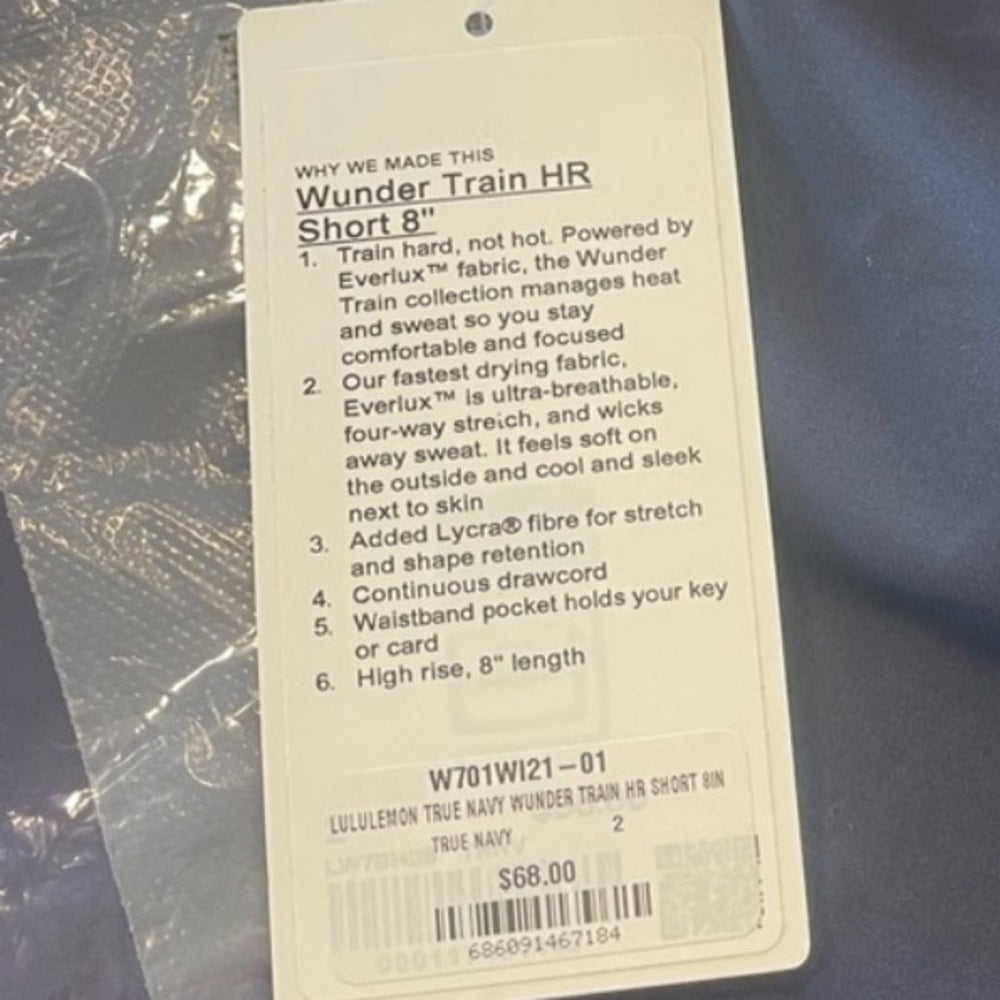 WHY WE MADE THIS
Wunder Train HR
Short 8"
1. Train hard, not hot. Powered by
Everlux™ fabric, the Wunder
Train collection manages heat
and sweat so you stay
comfortable and focused
2. Our fastest drying fabric,
Everlux™ is ultra-breathable,
four-way stretch, and wicks
away sweat. It feels soft on
the outside and cool and sleek
next to skin
3. Added Lycra® fibre for stretch
and shape retention
4. Continuous drawcord
5. Waistband pocket holds your key
or card
6. High rise, 8" length
W701WI21-01
LULULEMON TRUE NAVY WUNDER TRAIN HR SHORT 8IN
TRUE NAVY 2
$68.00
686091467184